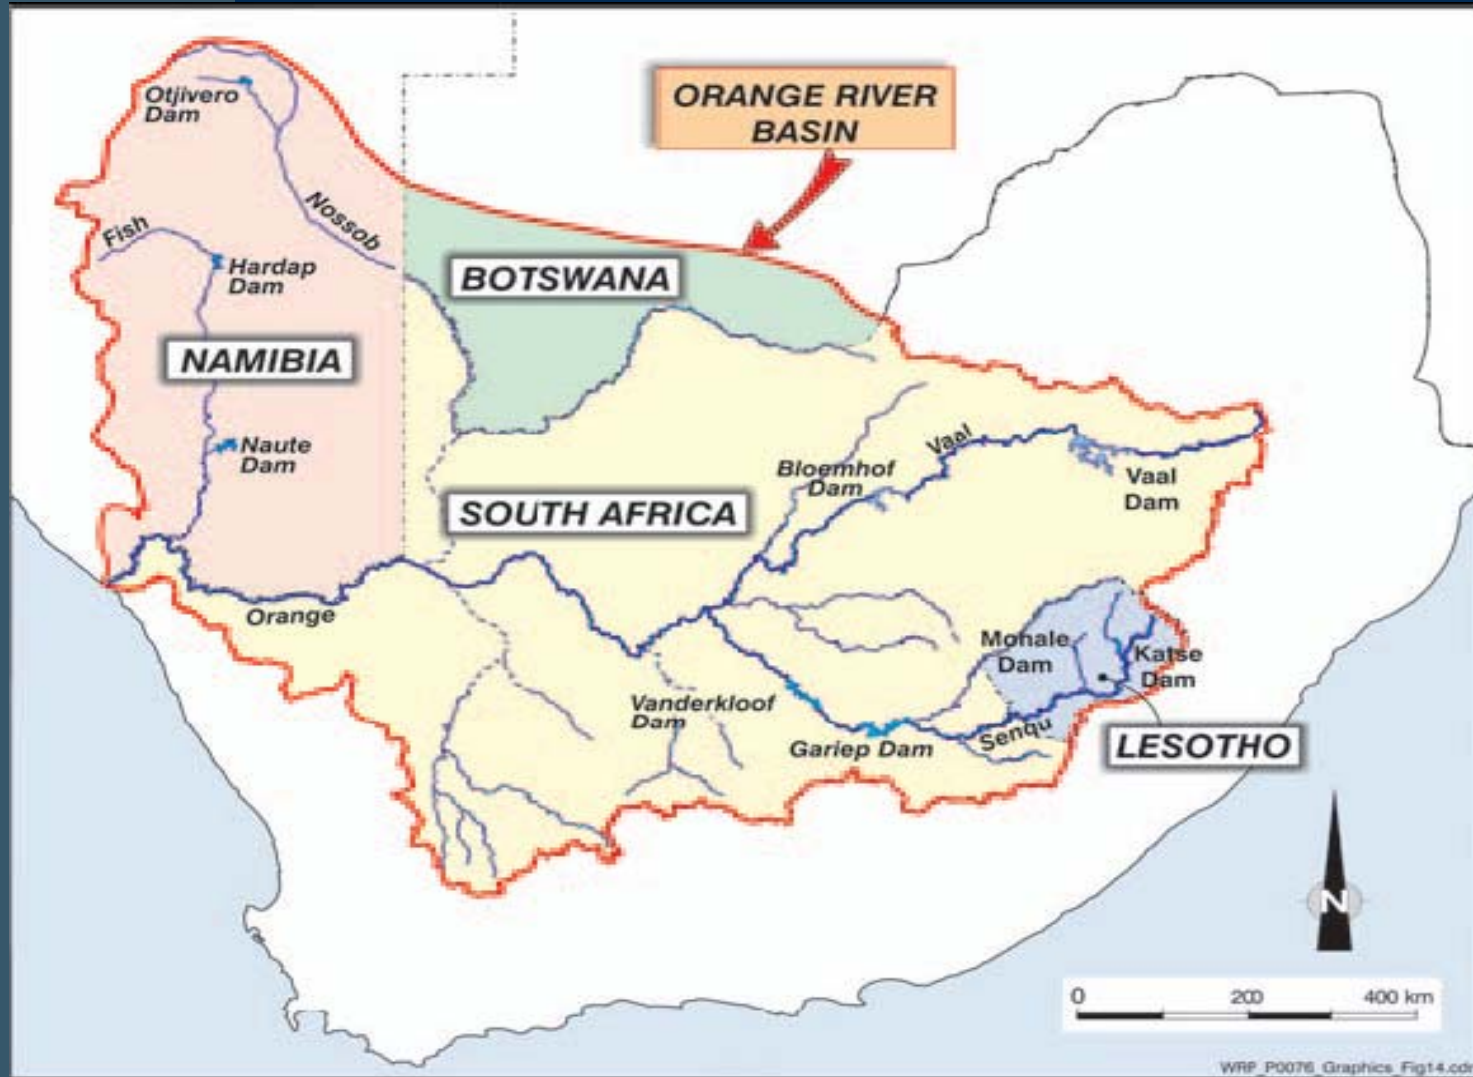 ORANGE RIVER
BASIN
Otjivero
Dam
Nossob
Fish
Hardap
Dam
BOTSWANA
NAMIBIA
Naute
Dam
Bloemhof
Dam
Vaal
Vaal
Dam
SOUTH AFRICA
Orange
Mohale
Dam
Katse
Dam
Vanderkloof
Dam
Gariep Dam
Senqu
LESOTHO
N
0 200 400 km
WRP_P0076_Graphics_Fig14.cdr